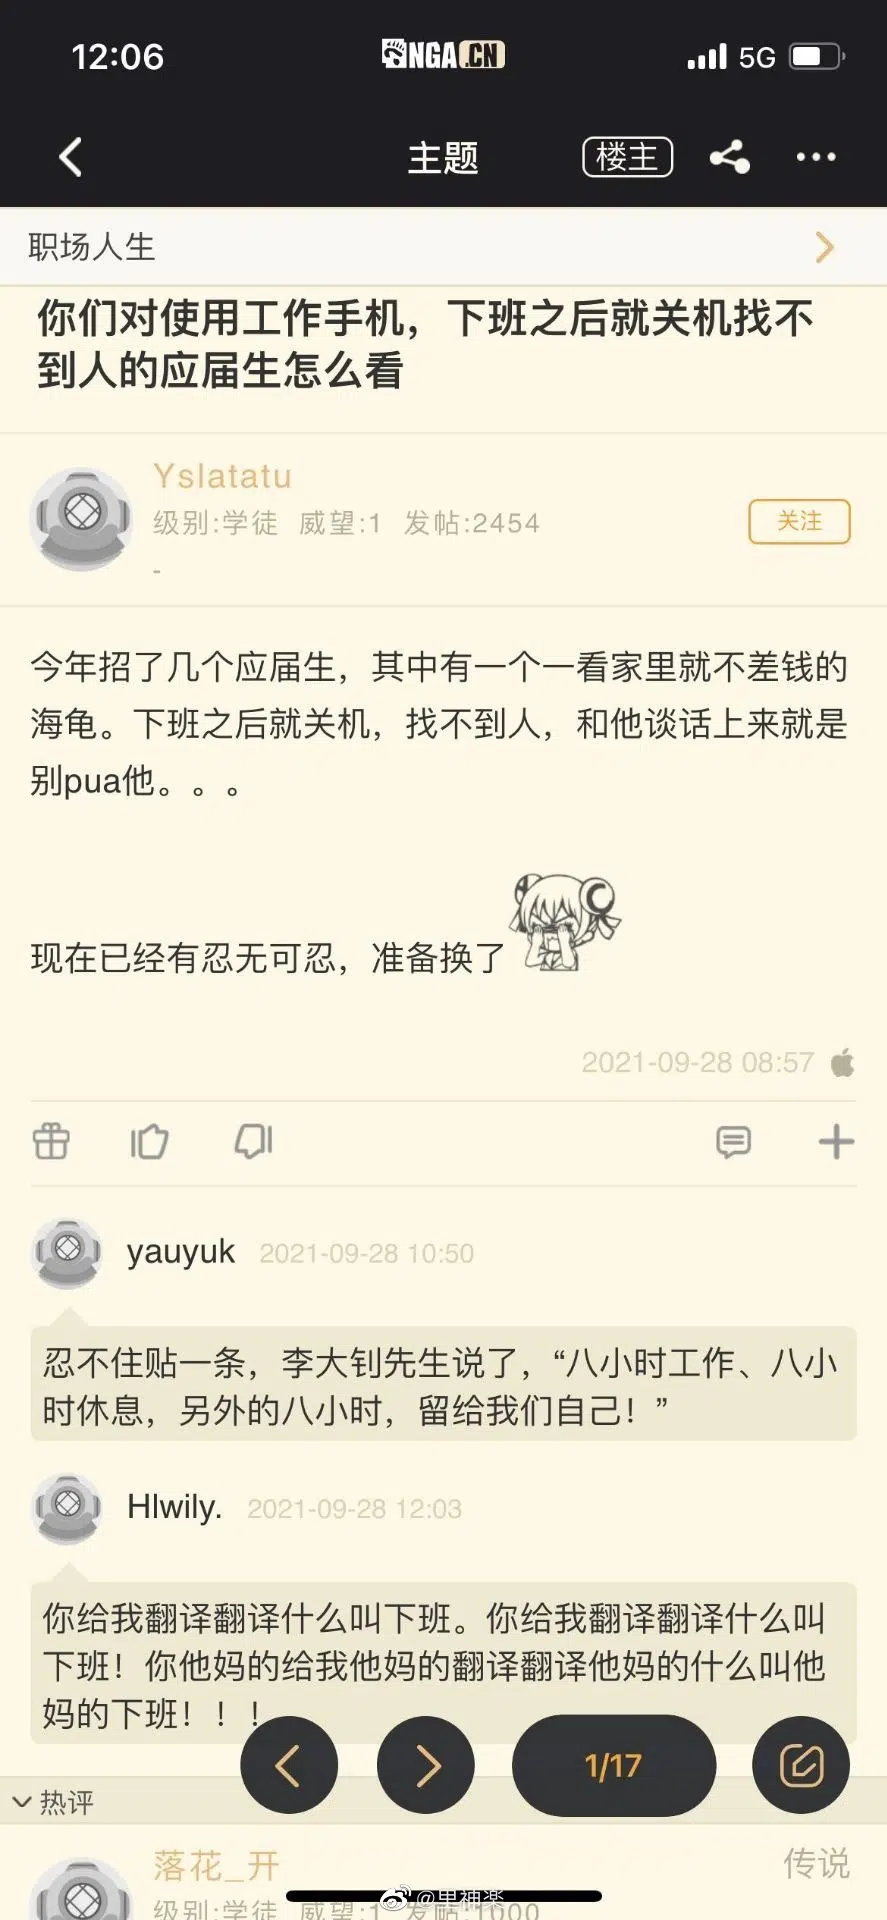 12:06
NGA.CN
5G
主题
楼主
职场人生
你们对使用工作手机，下班之后就关机找不
到人的应届生怎么看
Yslatatu
级别:学徒 威望:1 发帖:2454
关注
-
今年招了几个应届生，其中有一个一看家里就不差钱的
海龟。下班之后就关机，找不到人，和他谈话上来就是
别pua他。。。
现在已经有忍无可忍，准备换了
2021-09-28 08:57
yauyuk 2021-09-28 10:50
忍不住贴一条，李大钊先生说了，“八小时工作、八小
时休息，另外的八小时，留给我们自己！”
Hlwily. 2021-09-28 12:03
你给我翻译翻译什么叫下班。你给我翻译翻译什么叫
下班！你他妈的给我他妈的翻译翻译他妈的什么叫他
妈的下班！！！
1/17
热评
落花_开
传说
级别:学徒 威望:1 发帖:1000